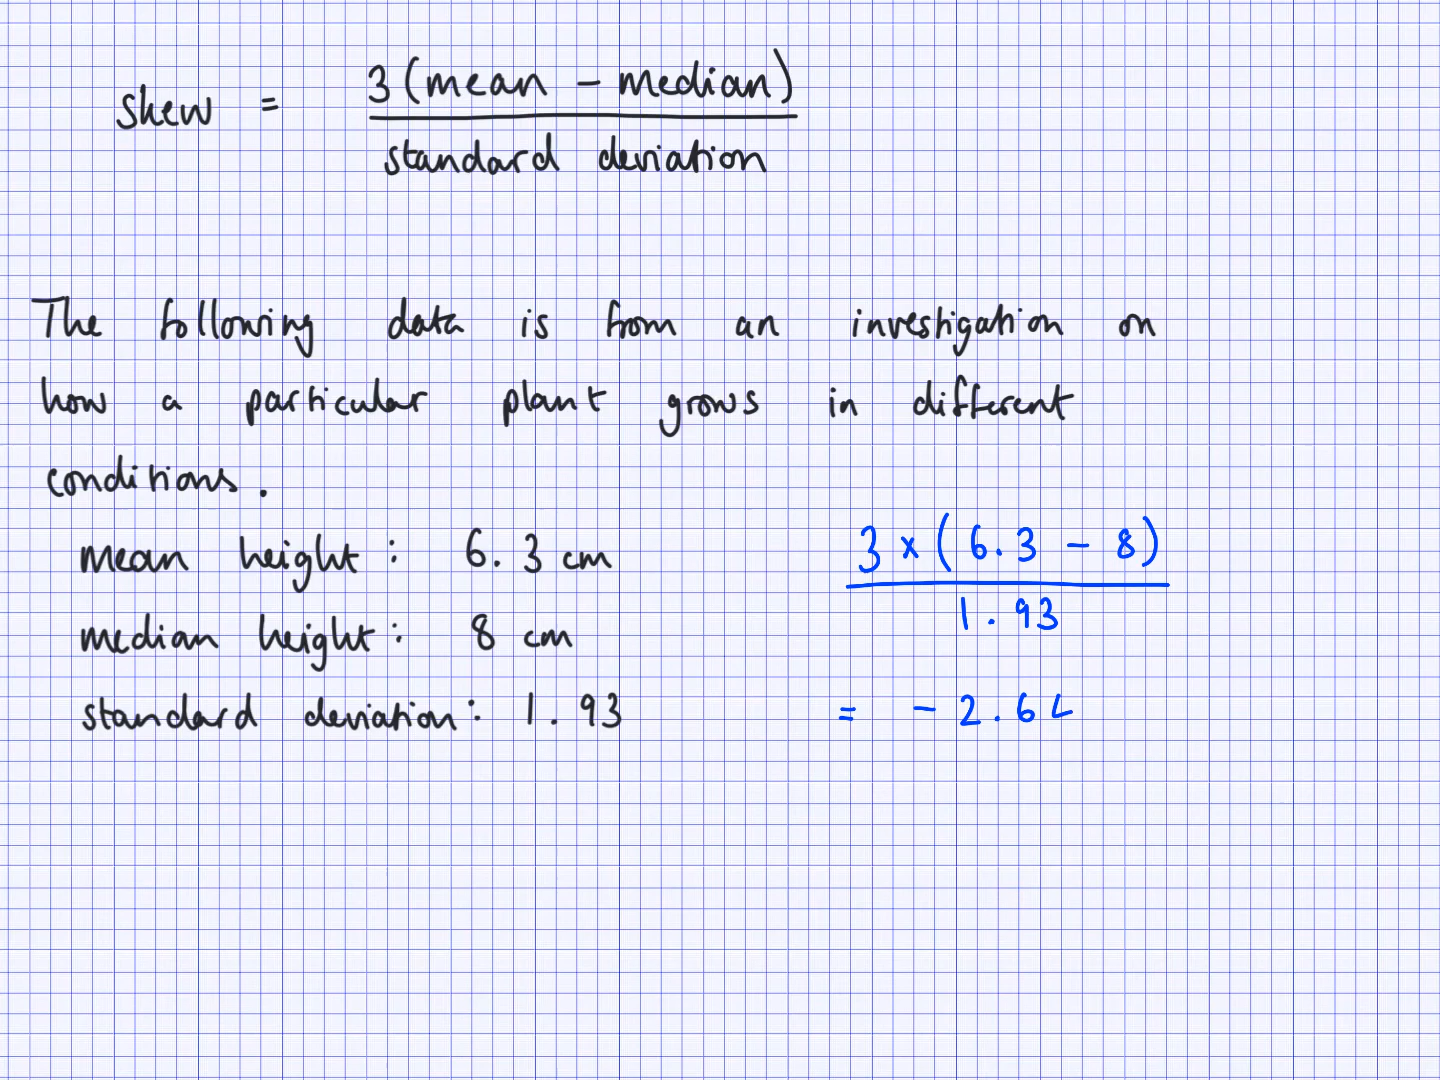 skew = 3(mean - median)
standard deviation
The following data is from an investigation on
how a particular plant grows in different
conditions.
mean height: 6.3 cm
median height: 8 cm
standard deviation: 1.93
3 × (6.3 - 8)
1.93
= - 2.6